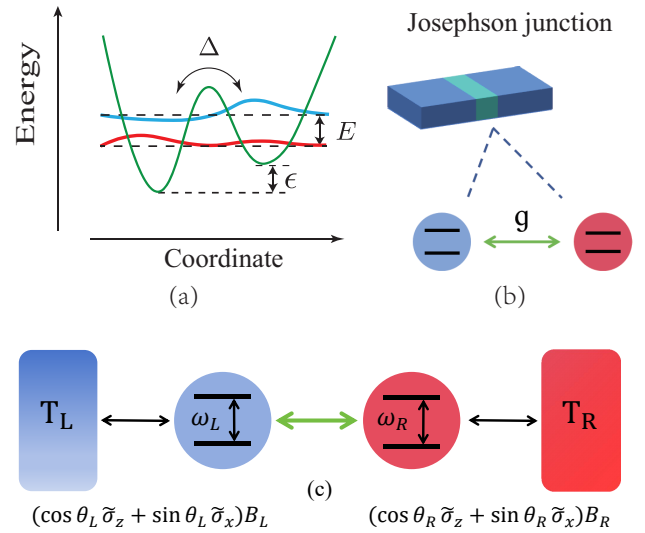 Energy
Δ
E
ϵ
Coordinate
(a)
Josephson junction
g
(b)
T_L
ω_L
ω_R
T_R
(c)
(cos θ_L σ̃_z + sin θ_L σ̃_x)B_L
(cos θ_R σ̃_z + sin θ_R σ̃_x)B_R